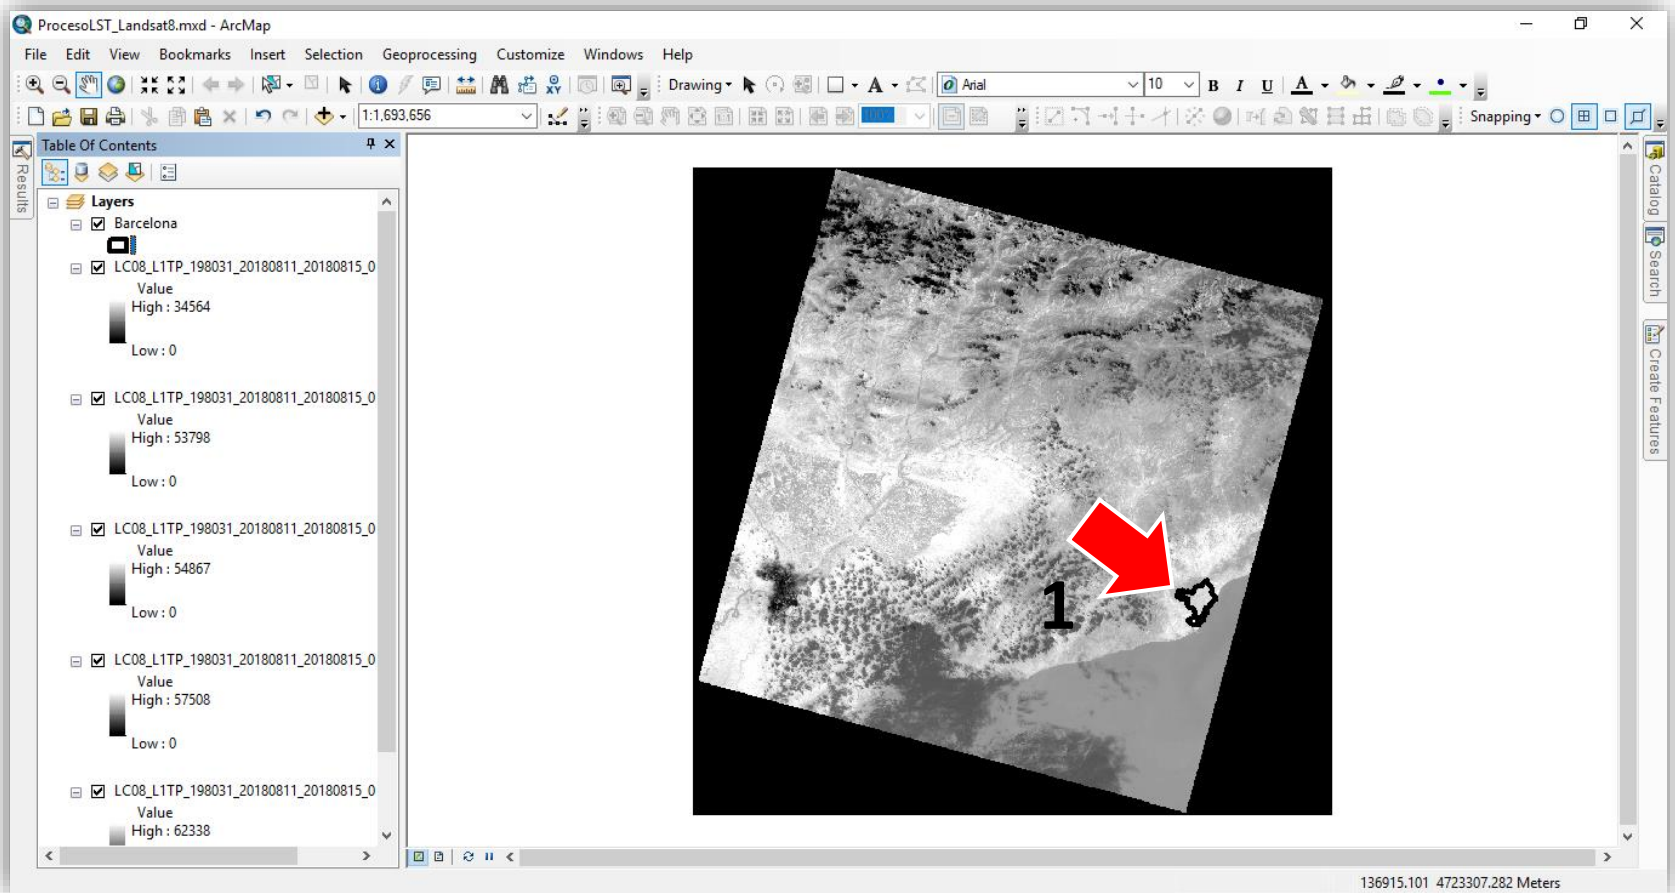 ProcesoLST_Landsat8.mxd - ArcMap
File Edit View Bookmarks Insert Selection Geoprocessing Customize Windows Help
Drawing Arial 10 B I U A
1:1,693,656 100% Snapping
Table Of Contents
Results
Layers
Barcelona
LC08_L1TP_198031_20180811_20180815_0
Value
High : 34564
Low : 0
LC08_L1TP_198031_20180811_20180815_0
Value
High : 53798
Low : 0
LC08_L1TP_198031_20180811_20180815_0
Value
High : 54867
Low : 0
LC08_L1TP_198031_20180811_20180815_0
Value
High : 57508
Low : 0
LC08_L1TP_198031_20180811_20180815_0
Value
High : 62338
1
Catalog
Search
Create Features
136915.101 4723307.282 Meters